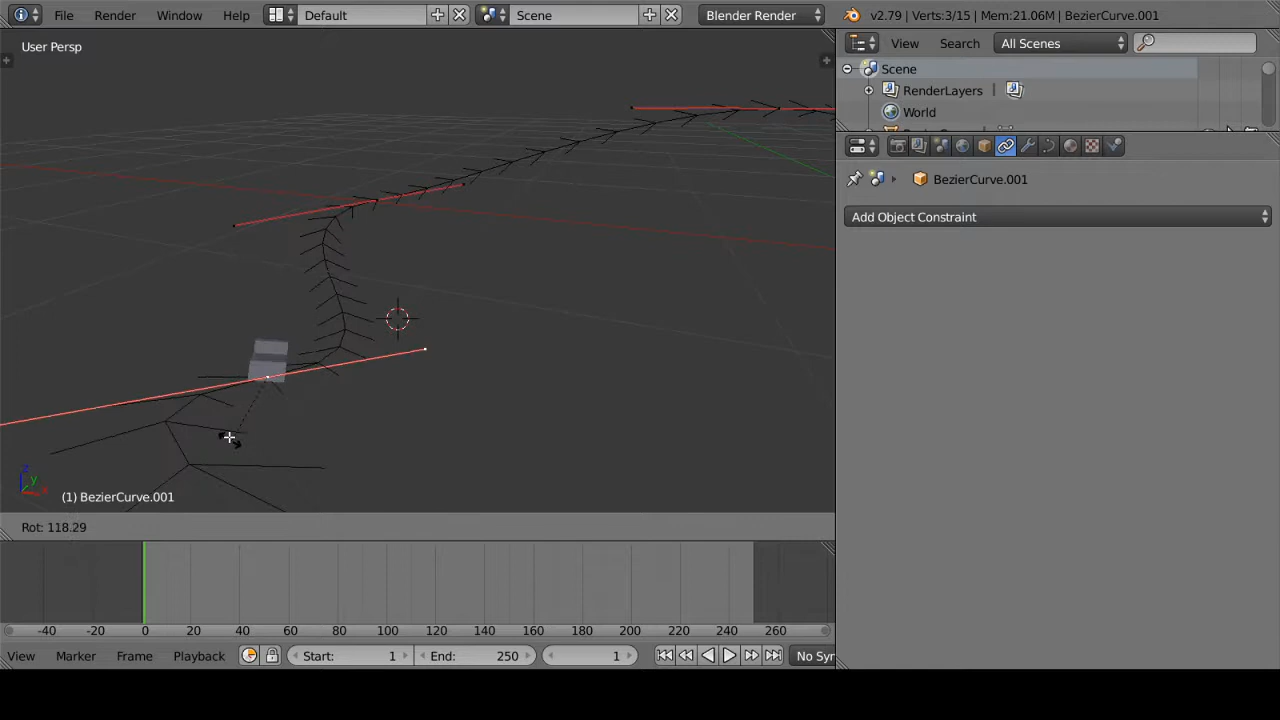 File Render Window Help Default Scene Blender Render v2.79 | Verts:3/15 | Mem:21.06M | BezierCurve.001
User Persp
View Search All Scenes
Scene
RenderLayers
World
BezierCurve.001
Add Object Constraint
z
y
x
(1) BezierCurve.001
Rot: 118.29
-40 -20 0 20 40 60 80 100 120 140 160 180 200 220 240 260
View Marker Frame Playback Start: 1 End: 250 1 No Syn